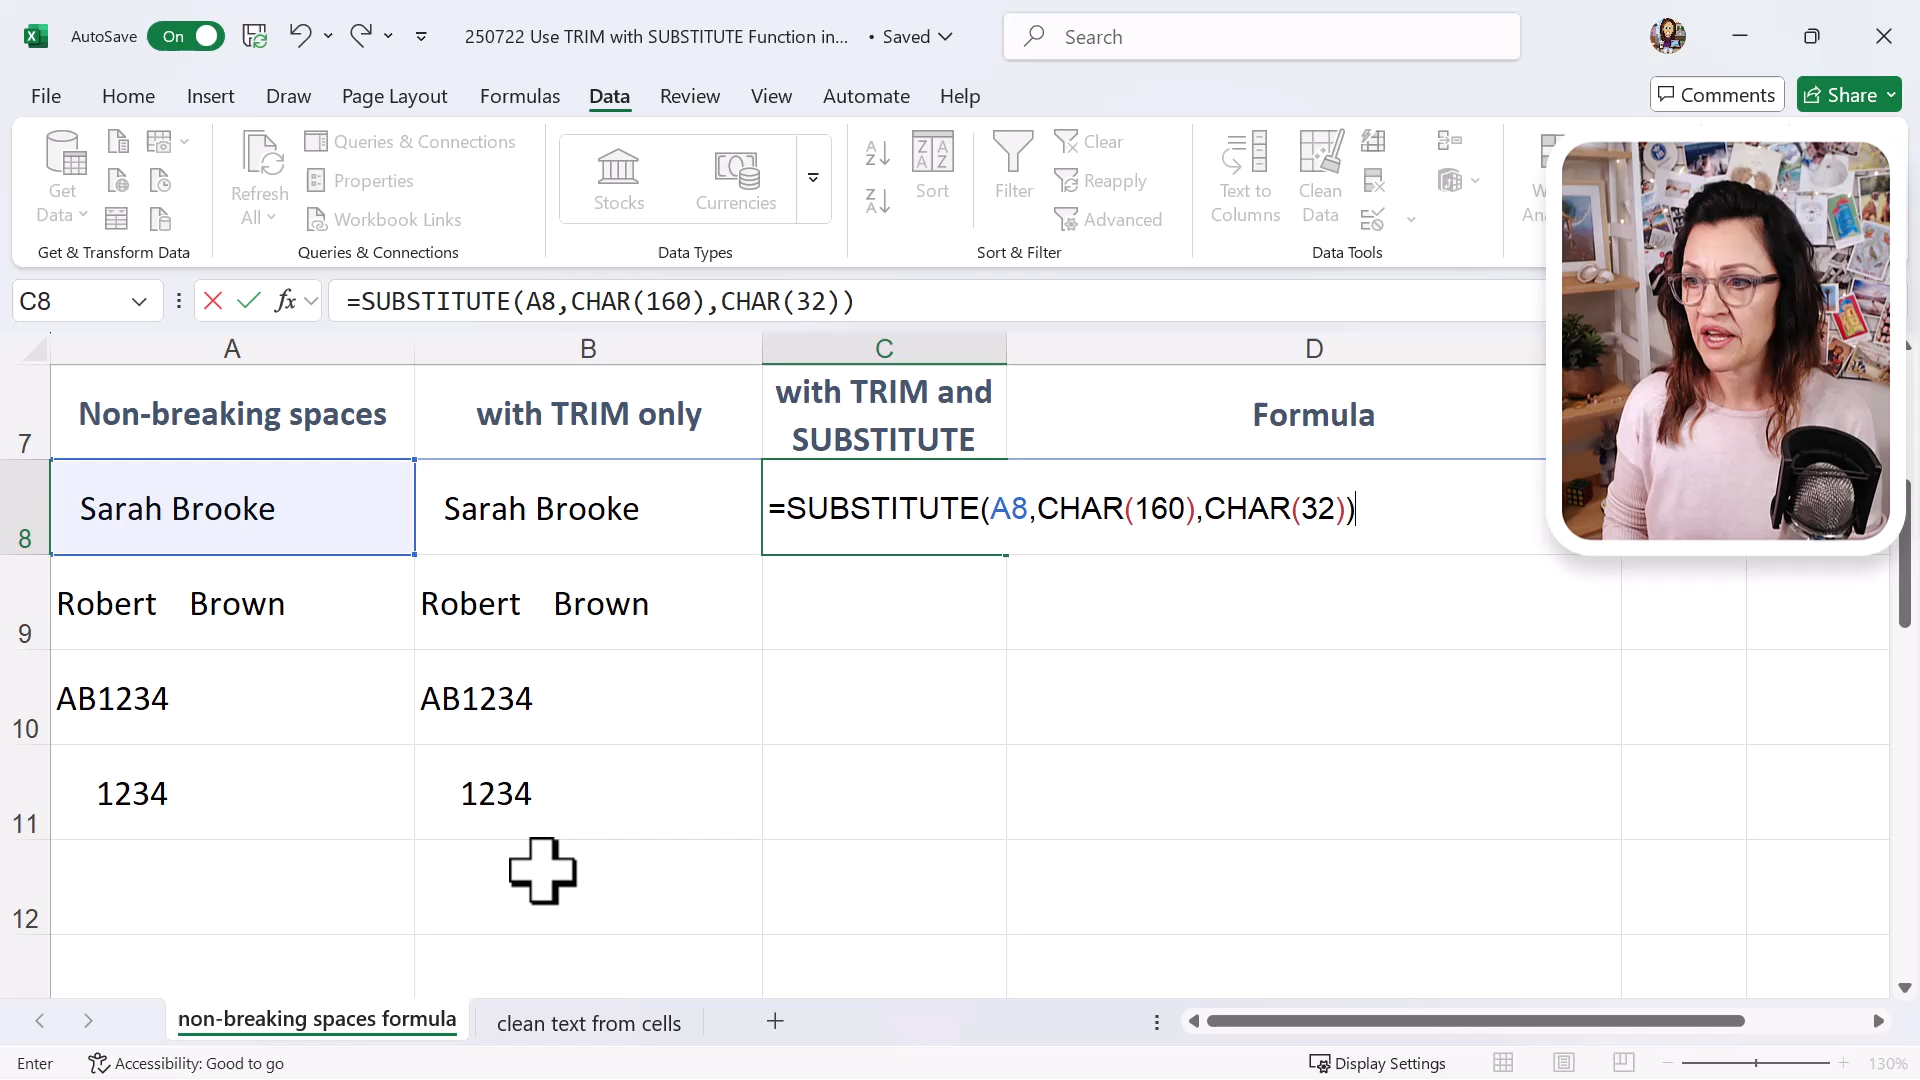 AutoSave On 250722 Use TRIM with SUBSTITUTE Function in... • Saved Search
File Home Insert Draw Page Layout Formulas Data Review View Automate Help Comments Share
Get Data
Refresh All
Queries & Connections
Properties
Workbook Links
Stocks
Currencies
Sort
Filter
Clear
Reapply
Advanced
Text to Columns
Clean Data
Get & Transform Data Queries & Connections Data Types Sort & Filter Data Tools
C8 fx =SUBSTITUTE(A8,CHAR(160),CHAR(32))
A B C D
7 Non-breaking spaces with TRIM only with TRIM and SUBSTITUTE Formula
8 Sarah Brooke Sarah Brooke =SUBSTITUTE(A8,CHAR(160),CHAR(32))
9 Robert Brown Robert Brown
10 AB1234 AB1234
11 1234 1234
12
non-breaking spaces formula clean text from cells
Enter Accessibility: Good to go Display Settings 130%